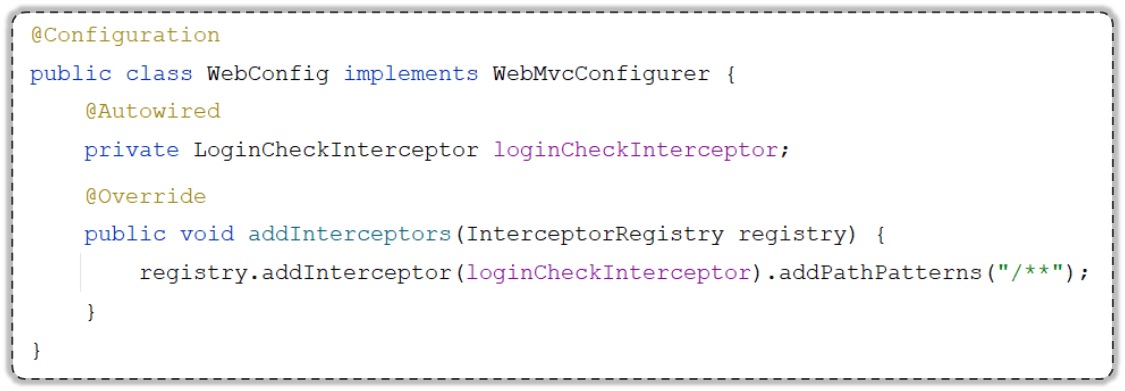 @Configuration
public class WebConfig implements WebMvcConfigurer {
    @Autowired
    private LoginCheckInterceptor loginCheckInterceptor;
    @Override
    public void addInterceptors(InterceptorRegistry registry) {
        registry.addInterceptor(loginCheckInterceptor).addPathPatterns("/**");
    }
}